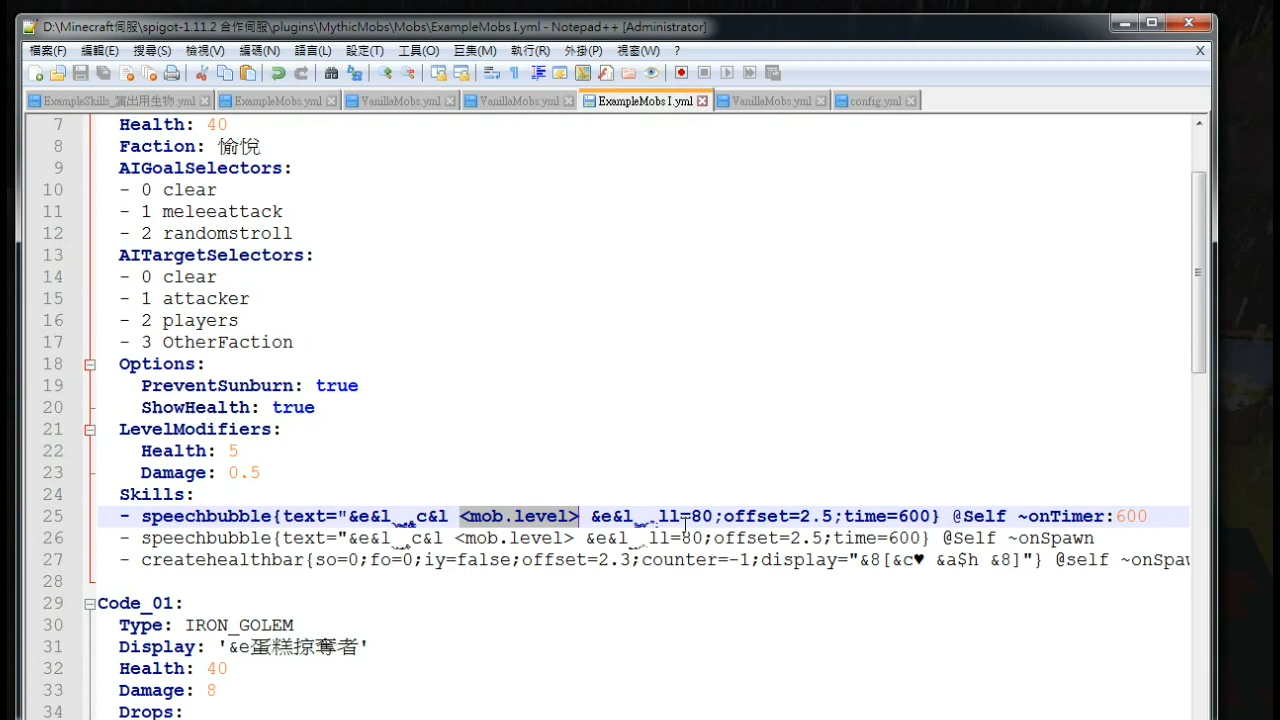 D:\Minecraft伺服\spigot-1.11.2 合作伺服\plugins\MythicMobs\Mobs\ExampleMobs I.yml - Notepad++ [Administrator]
檔案(F) 編輯(E) 搜尋(S) 檢視(V) 編碼(N) 語言(L) 設定(T) 工具(O) 巨集(M) 執行(R) 外掛(P) 視窗(W) ? X
ExampleSkills_演出用生物.yml ExampleMobs.yml VanillaMobs.yml VanillaMobs.yml ExampleMobs I.yml VanillaMobs.yml config.yml
7 Health: 40
8 Faction: 愉悅
9 AIGoalSelectors:
10 - 0 clear
11 - 1 meleeattack
12 - 2 randomstroll
13 AITargetSelectors:
14 - 0 clear
15 - 1 attacker
16 - 2 players
17 - 3 OtherFaction
18 Options:
19 PreventSunburn: true
20 ShowHealth: true
21 LevelModifiers:
22 Health: 5
23 Damage: 0.5
24 Skills:
25 - speechbubble{text="&e&l c&l <mob.level> &e&l ll=80;offset=2.5;time=600} @Self ~onTimer:600
26 - speechbubble{text="&e&l c&l <mob.level> &e&l ll=80;offset=2.5;time=600} @Self ~onSpawn
27 - createhealthbar{so=0;fo=0;iy=false;offset=2.3;counter=-1;display="&8[&c♥ &a$h &8]"} @self ~onSpaw
28
29 Code_01:
30 Type: IRON_GOLEM
31 Display: '&e蛋糕掠奪者'
32 Health: 40
33 Damage: 8
34 Drops: